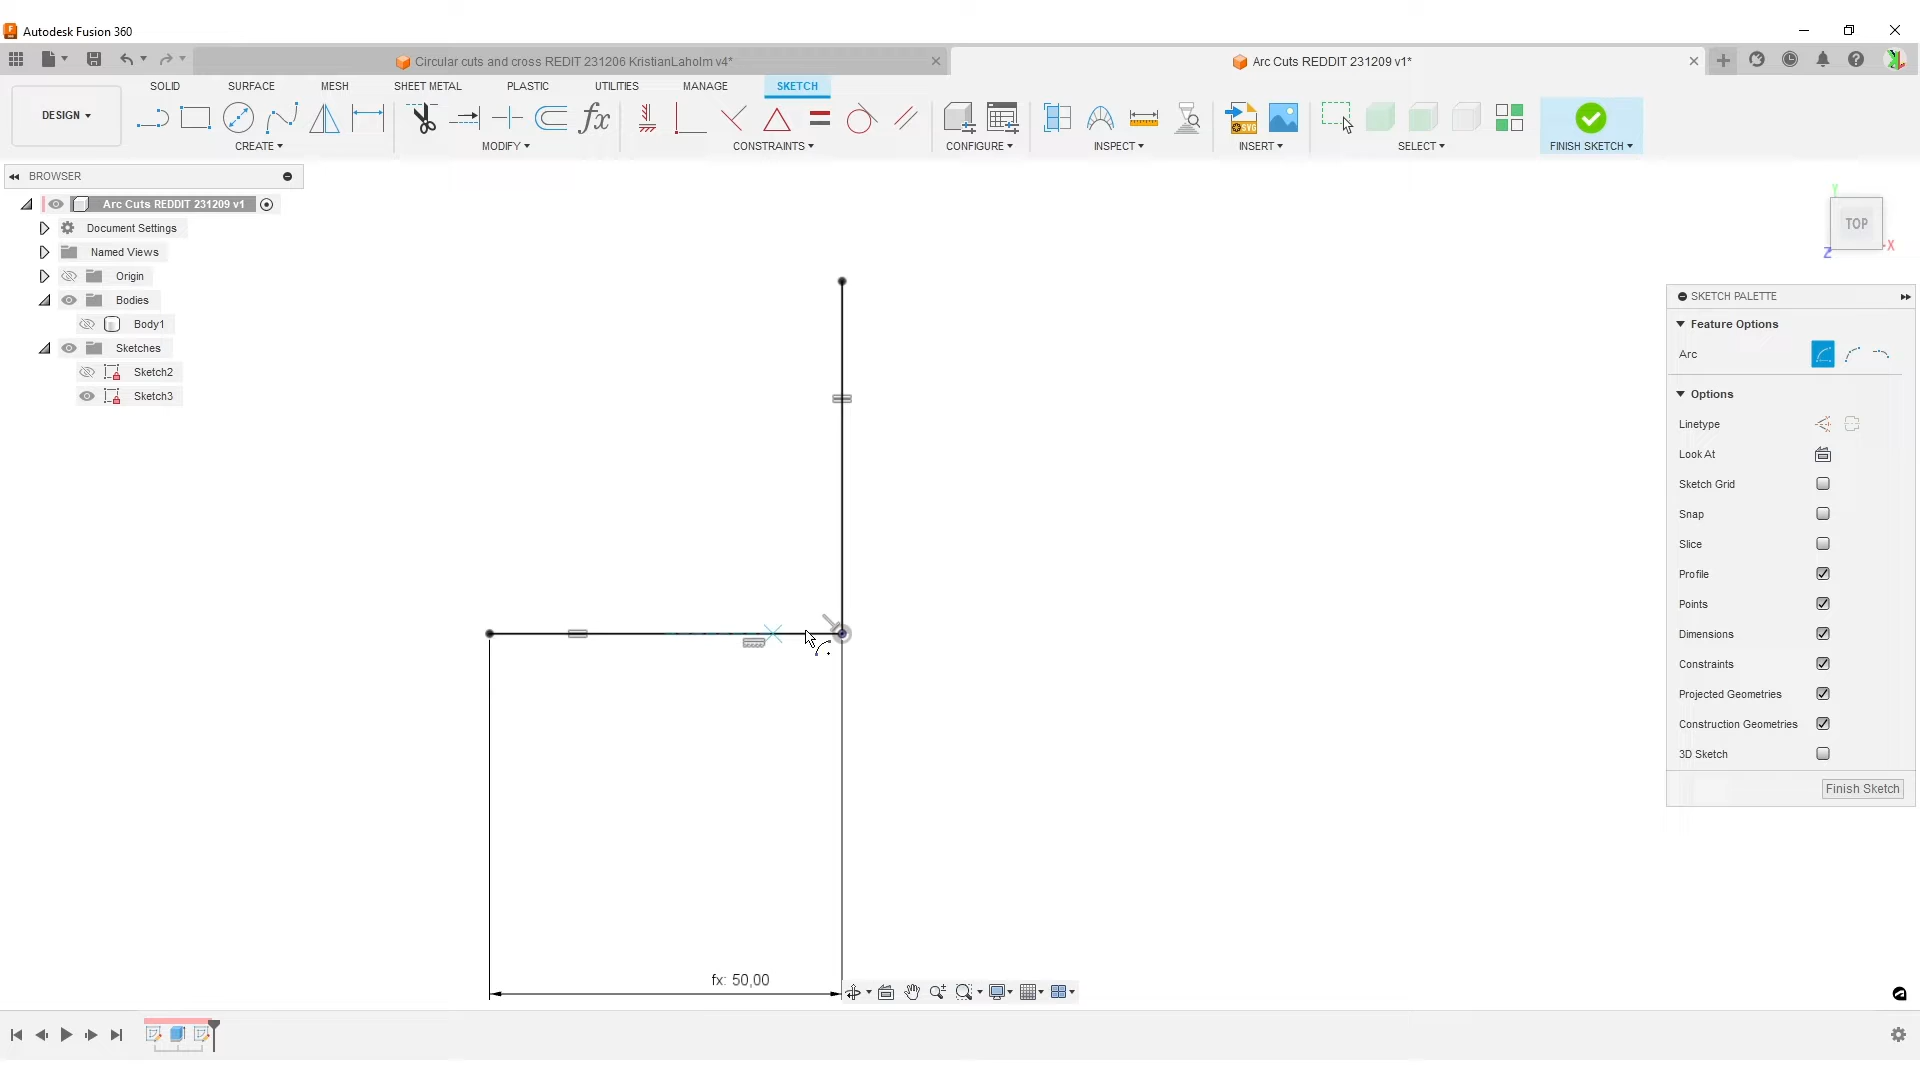 Autodesk Fusion 360
Circular cuts and cross REDIT 231206 KristianLaholm v4*
Arc Cuts REDDIT 231209 v1*
SOLID SURFACE MESH SHEET METAL PLASTIC UTILITIES MANAGE SKETCH
DESIGN
fx
CREATE MODIFY CONSTRAINTS CONFIGURE INSPECT INSERT SELECT FINISH SKETCH
BROWSER
Arc Cuts REDDIT 231209 v1
Document Settings
Named Views
Origin
Bodies
Body1
Sketches
Sketch2
Sketch3
Y
TOP
X
Z
SKETCH PALETTE
Feature Options
Arc
Options
Linetype
Look At
Sketch Grid
Snap
Slice
Profile
Points
Dimensions
Constraints
Projected Geometries
Construction Geometries
3D Sketch
Finish Sketch
fx: 50,00